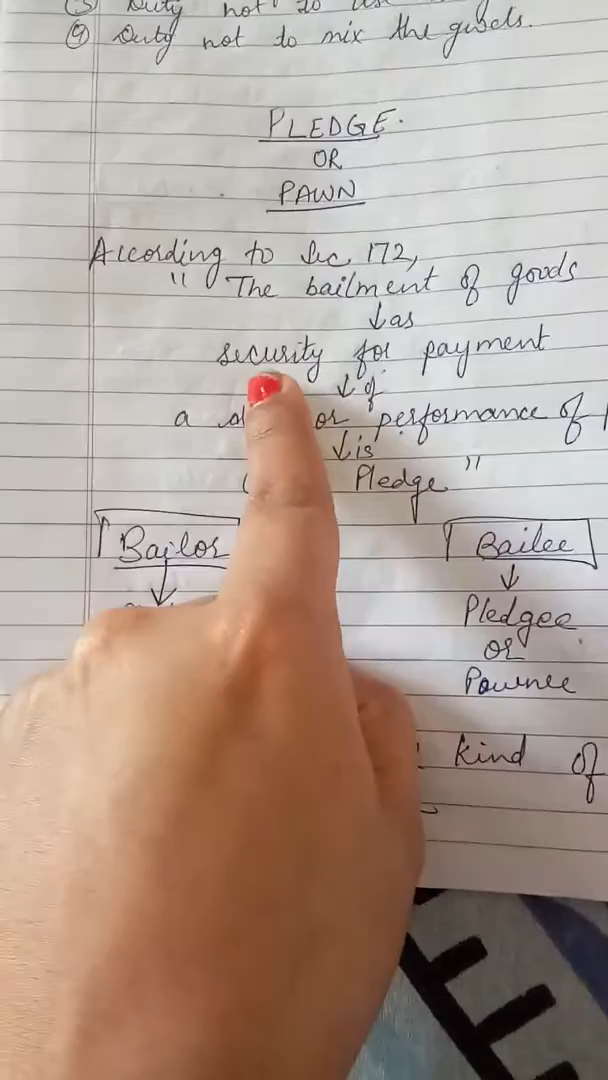 ⑨ Duty not to mix the goods.
PLEDGE.
OR
PAWN
According to Sec. 172,
" The bailment of goods
↓as
security for payment
↓of
a or performance of
↓is
Pledge "
Bailor Bailee
↓ ↓
Pledgee
or
Pawnee
kind of